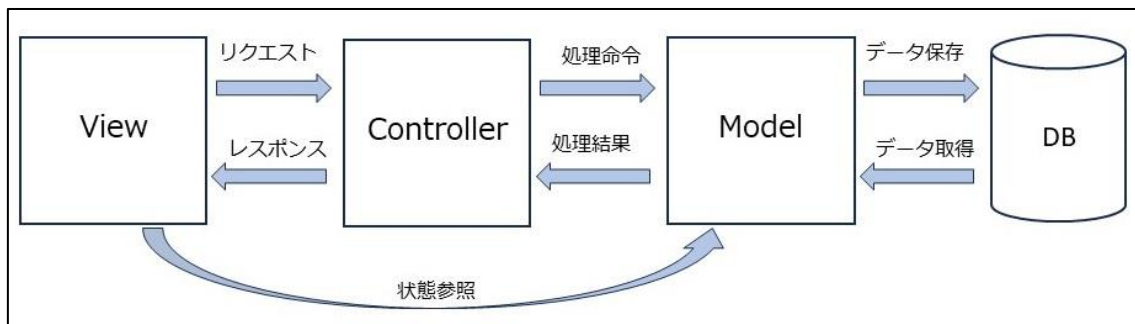 リクエスト
処理命令
データ保存
View
Controller
Model
DB
レスポンス
処理結果
データ取得
状態参照